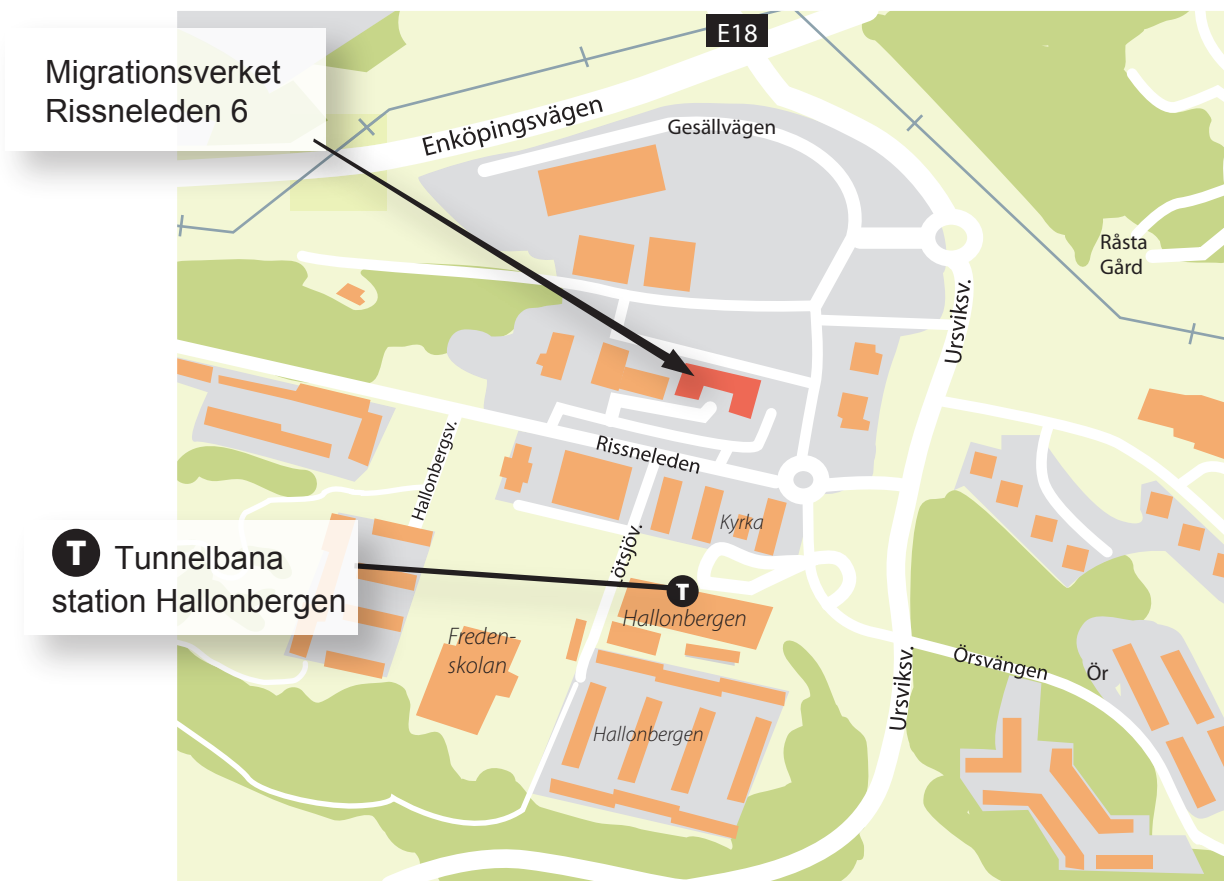 E18
Migrationsverket
Rissneleden 6
Enköpingsvägen
Gesällvägen
Råsta
Gård
Ursviksv.
Rissneleden
Hallonbergsv.
Kyrka
T Tunnelbana
station Hallonbergen
ötsjöv.
T
Hallonbergen
Freden-
skolan
Örsvängen
Ör
Ursviksv.
Hallonbergen